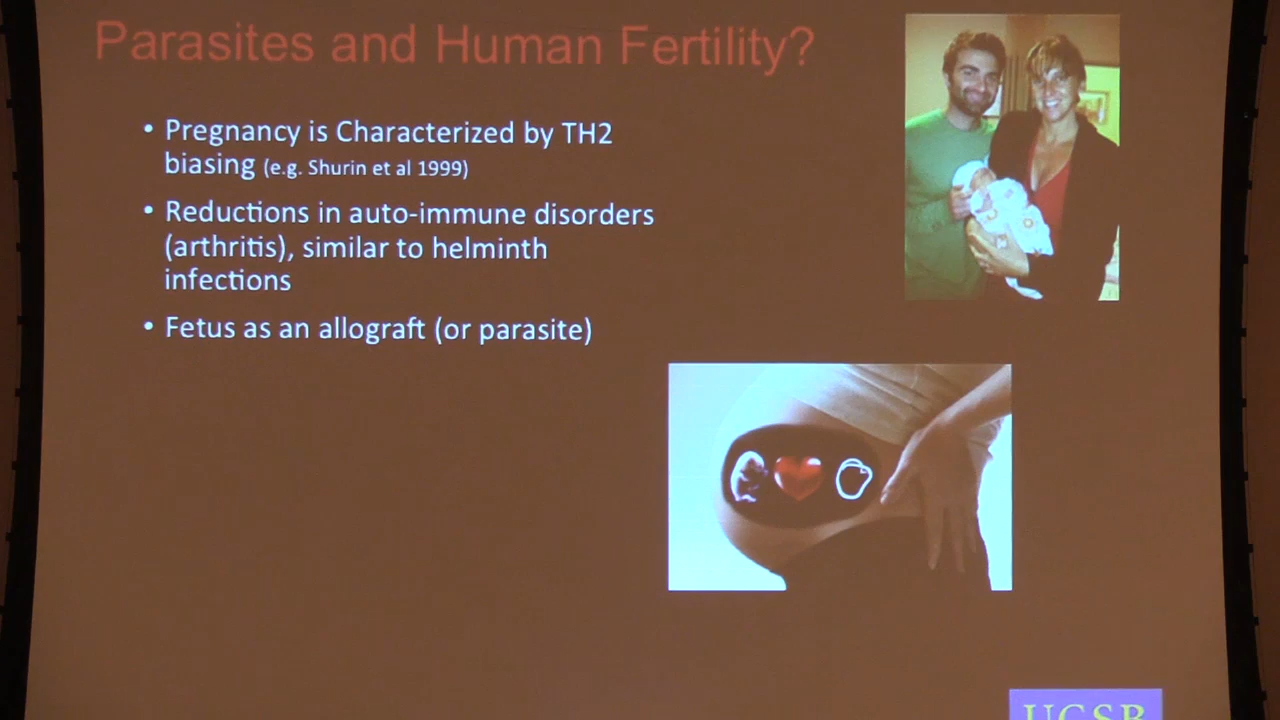 Parasites and Human Fertility?
• Pregnancy is Characterized by TH2
biasing (e.g. Shurin et al 1999)
• Reductions in auto-immune disorders
(arthritis), similar to helminth
infections
• Fetus as an allograft (or parasite)
UCSB